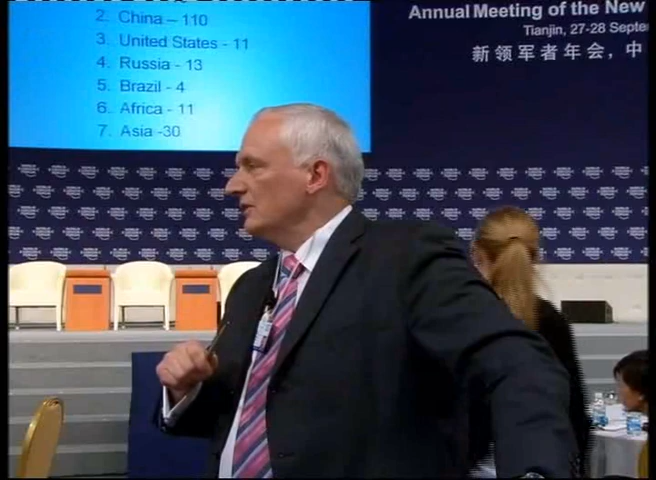 2. China – 110
3. United States - 11
4. Russia - 13
5. Brazil - 4
6. Africa - 11
7. Asia -30
Annual Meeting of the New
Tianjin, 27-28 Septe
新领军者年会，中